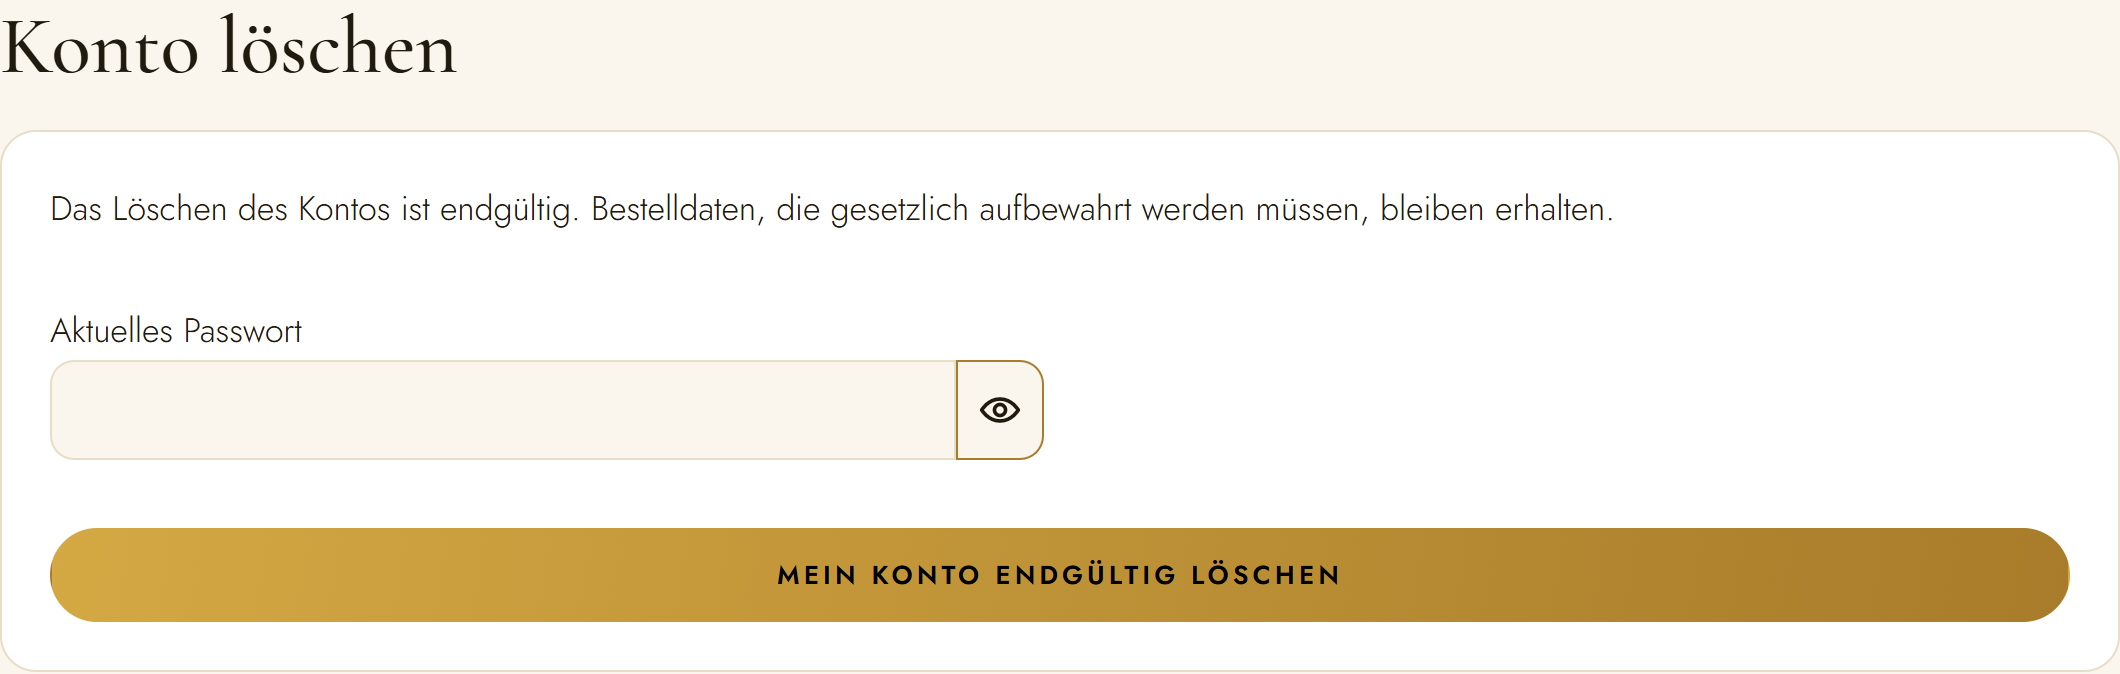 Konto löschen
Das Löschen des Kontos ist endgültig. Bestelldaten, die gesetzlich aufbewahrt werden müssen, bleiben erhalten.
Aktuelles Passwort
MEIN KONTO ENDGÜLTIG LÖSCHEN